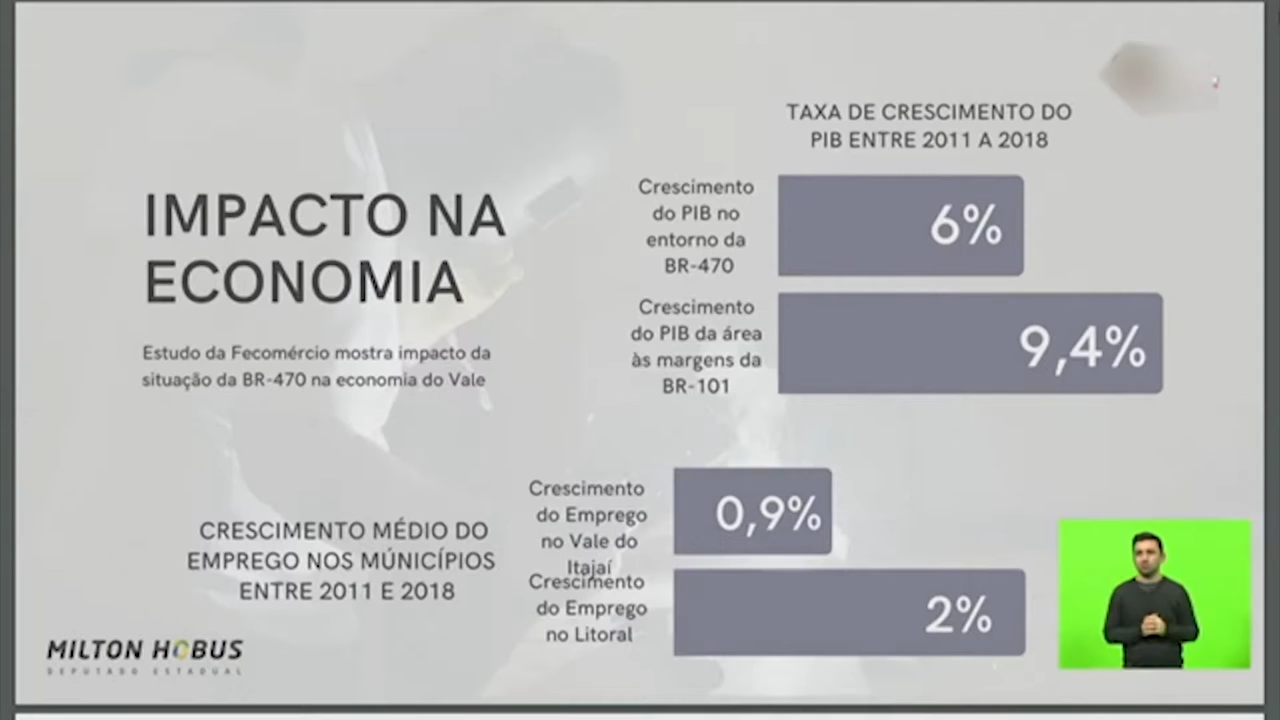 IMPACTO NA
ECONOMIA
Estudo da Fecomércio mostra impacto da
situação da BR-470 na economia do Vale
TAXA DE CRESCIMENTO DO
PIB ENTRE 2011 A 2018
Crescimento
do PIB no
entorno da
BR-470
6%
Crescimento
do PIB da área
às margens da
BR-101
9,4%
CRESCIMENTO MÉDIO DO
EMPREGO NOS MÚNICÍPIOS
ENTRE 2011 E 2018
Crescimento
do Emprego
no Vale do
Itajaí
0,9%
Crescimento
do Emprego
no Litoral
2%
MILTON HOBUS
DEPUTADO ESTADUAL